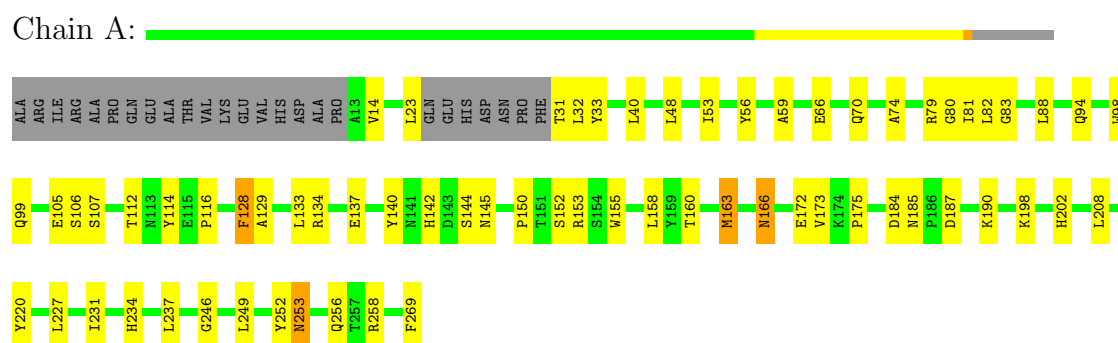 Chain A:
ALA ARG ILE ARG ALA PRO GLN GLU ALA THR VAL LYS GLU VAL HIS ASP ALA PRO A13 V14 L23 GLN GLU HIS ASP ASN PRO PHE T31 L32 Y33 L40 L48 I53 Y56 A59 E66 Q70 A74 R79 G80 I81 L82 G83 L88 Q94 W98
Q99 E105 S106 S107 T112 N113 Y114 E115 P116 F128 A129 L133 R134 E137 Y140 N141 H142 D143 S144 N145 P150 T151 S152 R153 S154 W155 L158 Y159 T160 M163 N166 E172 V173 K174 P175 D184 N185 P186 D187 K190 K198 H202 L208
Y220 L227 I231 H234 L237 G246 L249 Y252 N253 Q256 T257 R258 F269